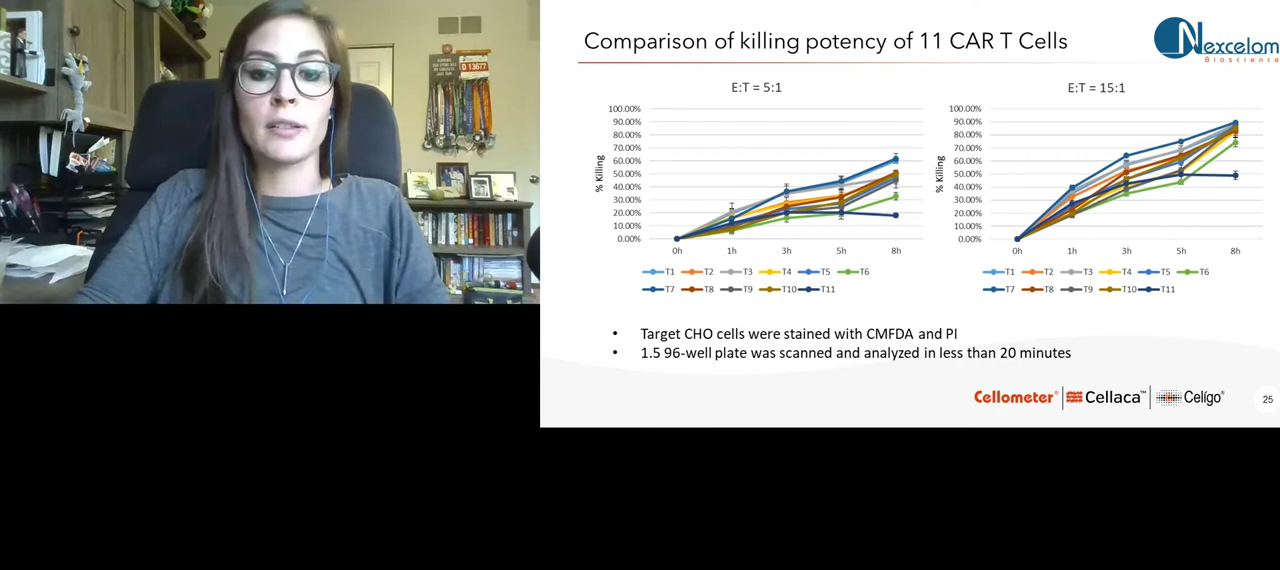 Comparison of killing potency of 11 CAR T Cells
Nexcelom
Bioscience
E:T = 5:1
100.00%
90.00%
80.00%
70.00%
60.00%
50.00%
40.00%
30.00%
20.00%
10.00%
0.00%
% Killing
0h 1h 3h 5h 8h
T1 T2 T3 T4 T5 T6
T7 T8 T9 T10 T11
E:T = 15:1
100.00%
90.00%
80.00%
70.00%
60.00%
50.00%
40.00%
30.00%
20.00%
10.00%
0.00%
% Killing
0h 1h 3h 5h 8h
T1 T2 T3 T4 T5 T6
T7 T8 T9 T10 T11
• Target CHO cells were stained with CMFDA and PI
• 1.5 96-well plate was scanned and analyzed in less than 20 minutes
Cellometer® Cellaca™ Celígo®
25
D 13677